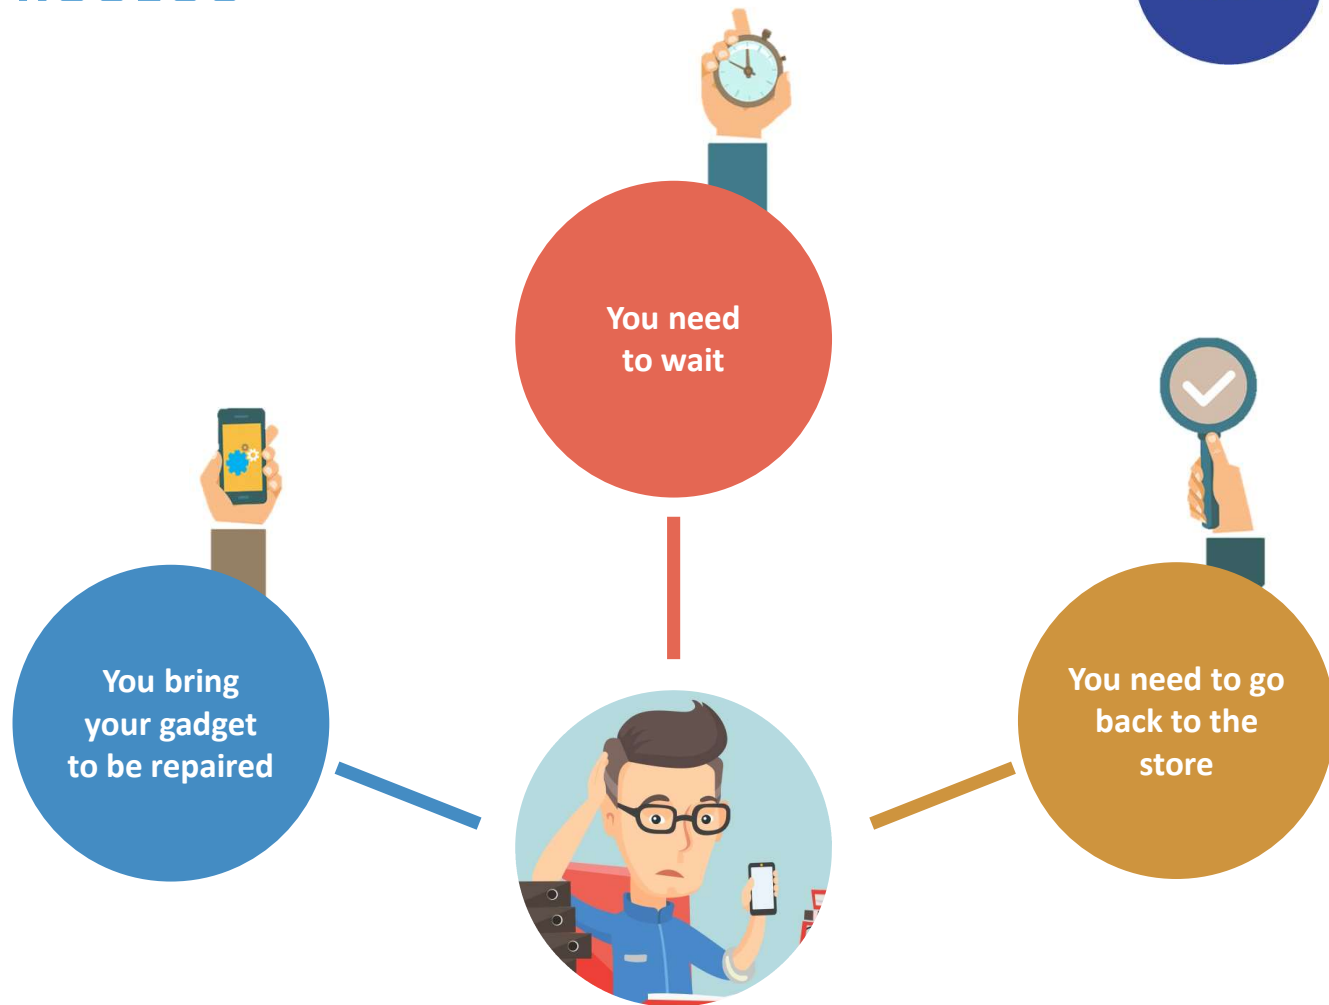 You need
to wait
You bring
your gadget
to be repaired
You need to go
back to the
store